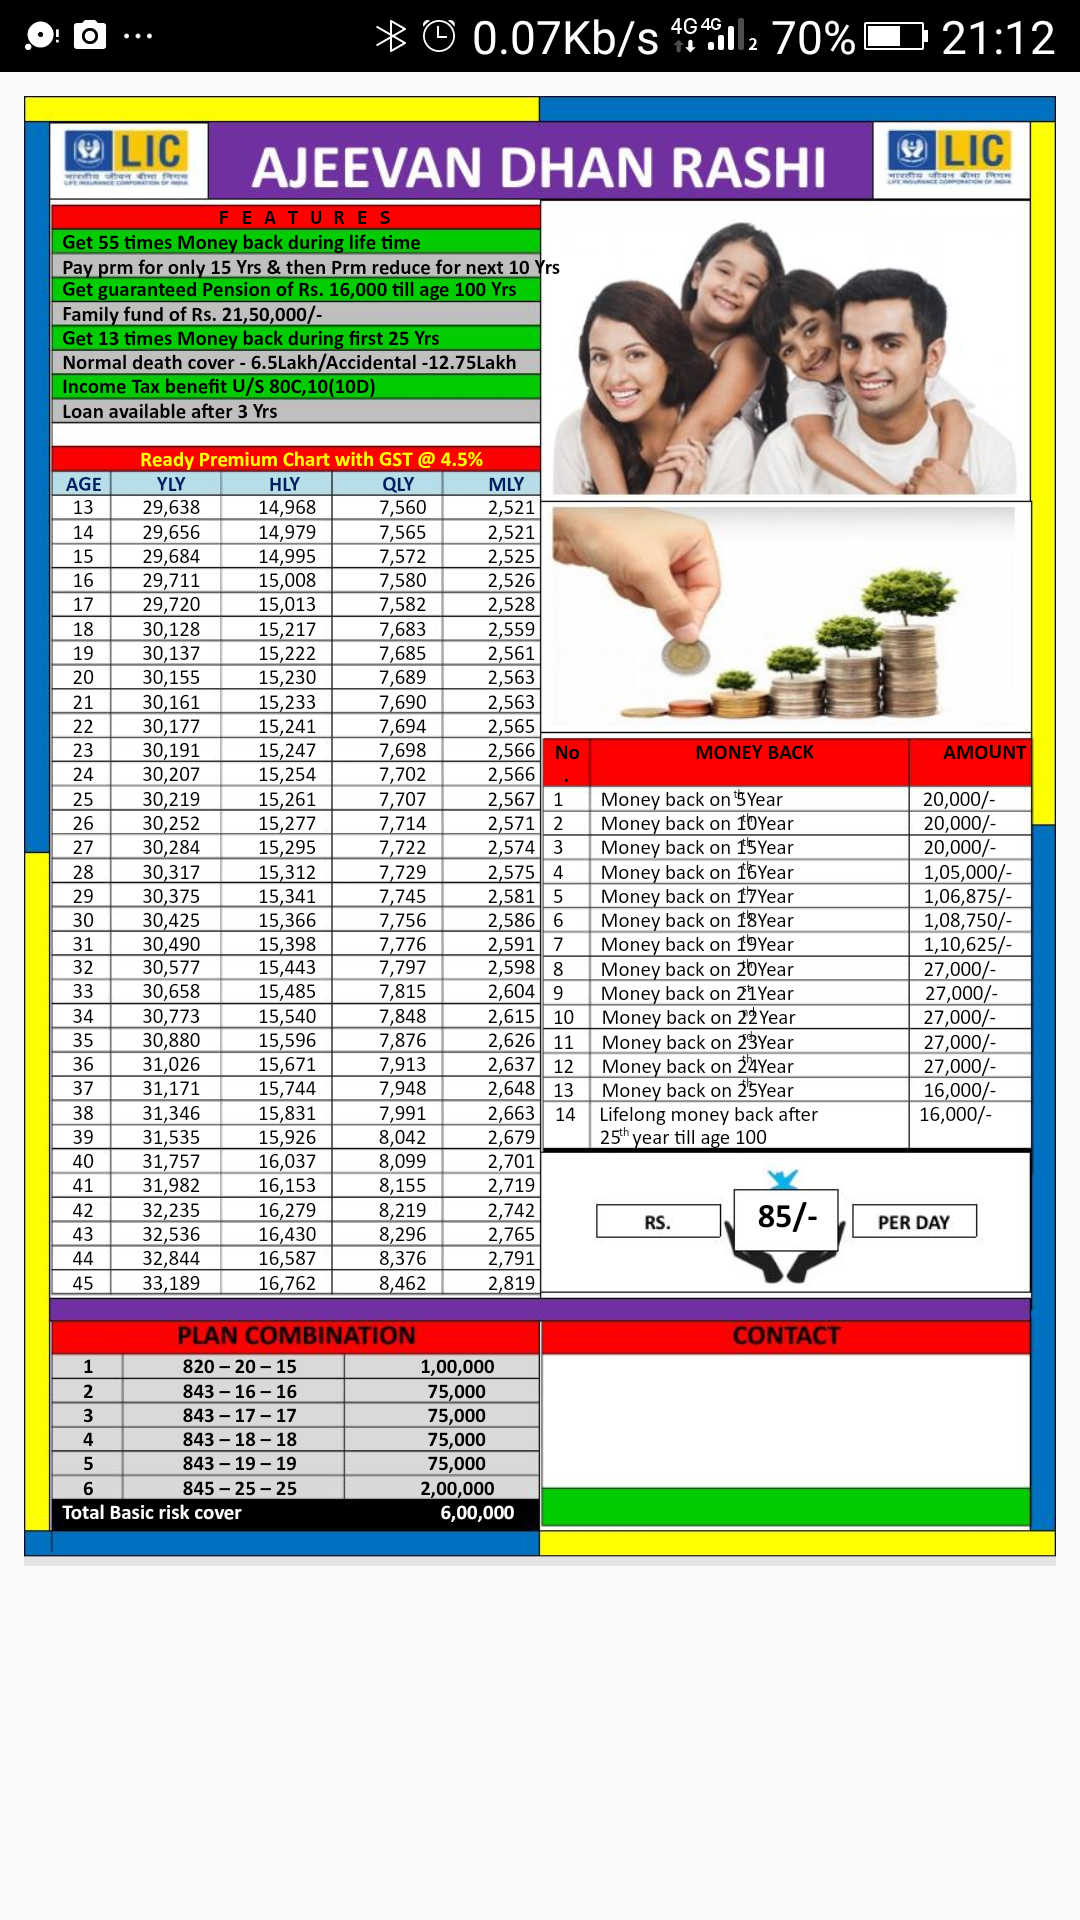 0.07Kb/s 4G 4G 2 70% 21:12
LIC
भारतीय जीवन बीमा निगम
LIFE INSURANCE CORPORATION OF INDIA
AJEEVAN DHAN RASHI
LIC
भारतीय जीवन बीमा निगम
LIFE INSURANCE CORPORATION OF INDIA
F E A T U R E S
Get 55 times Money back during life time
Pay prm for only 15 Yrs & then Prm reduce for next 10 Yrs
Get guaranteed Pension of Rs. 16,000 till age 100 Yrs
Family fund of Rs. 21,50,000/-
Get 13 times Money back during first 25 Yrs
Normal death cover - 6.5Lakh/Accidental -12.75Lakh
Income Tax benefit U/S 80C,10(10D)
Loan available after 3 Yrs
Ready Premium Chart with GST @ 4.5%
AGE YLY HLY QLY MLY
13 29,638 14,968 7,560 2,521
14 29,656 14,979 7,565 2,521
15 29,684 14,995 7,572 2,525
16 29,711 15,008 7,580 2,526
17 29,720 15,013 7,582 2,528
18 30,128 15,217 7,683 2,559
19 30,137 15,222 7,685 2,561
20 30,155 15,230 7,689 2,563
21 30,161 15,233 7,690 2,563
22 30,177 15,241 7,694 2,565
23 30,191 15,247 7,698 2,566
24 30,207 15,254 7,702 2,566
25 30,219 15,261 7,707 2,567
26 30,252 15,277 7,714 2,571
27 30,284 15,295 7,722 2,574
28 30,317 15,312 7,729 2,575
29 30,375 15,341 7,745 2,581
30 30,425 15,366 7,756 2,586
31 30,490 15,398 7,776 2,591
32 30,577 15,443 7,797 2,598
33 30,658 15,485 7,815 2,604
34 30,773 15,540 7,848 2,615
35 30,880 15,596 7,876 2,626
36 31,026 15,671 7,913 2,637
37 31,171 15,744 7,948 2,648
38 31,346 15,831 7,991 2,663
39 31,535 15,926 8,042 2,679
40 31,757 16,037 8,099 2,701
41 31,982 16,153 8,155 2,719
42 32,235 16,279 8,219 2,742
43 32,536 16,430 8,296 2,765
44 32,844 16,587 8,376 2,791
45 33,189 16,762 8,462 2,819
No. MONEY BACK AMOUNT
1 Money back on 5th Year 20,000/-
2 Money back on 10th Year 20,000/-
3 Money back on 15th Year 20,000/-
4 Money back on 16th Year 1,05,000/-
5 Money back on 17th Year 1,06,875/-
6 Money back on 18th Year 1,08,750/-
7 Money back on 19th Year 1,10,625/-
8 Money back on 20th Year 27,000/-
9 Money back on 21st Year 27,000/-
10 Money back on 22nd Year 27,000/-
11 Money back on 23rd Year 27,000/-
12 Money back on 24th Year 27,000/-
13 Money back on 25th Year 16,000/-
14 Lifelong money back after 16,000/-
25th year till age 100
RS. 85/- PER DAY
PLAN COMBINATION
1 820 – 20 – 15 1,00,000
2 843 – 16 – 16 75,000
3 843 – 17 – 17 75,000
4 843 – 18 – 18 75,000
5 843 – 19 – 19 75,000
6 845 – 25 – 25 2,00,000
Total Basic risk cover 6,00,000
CONTACT